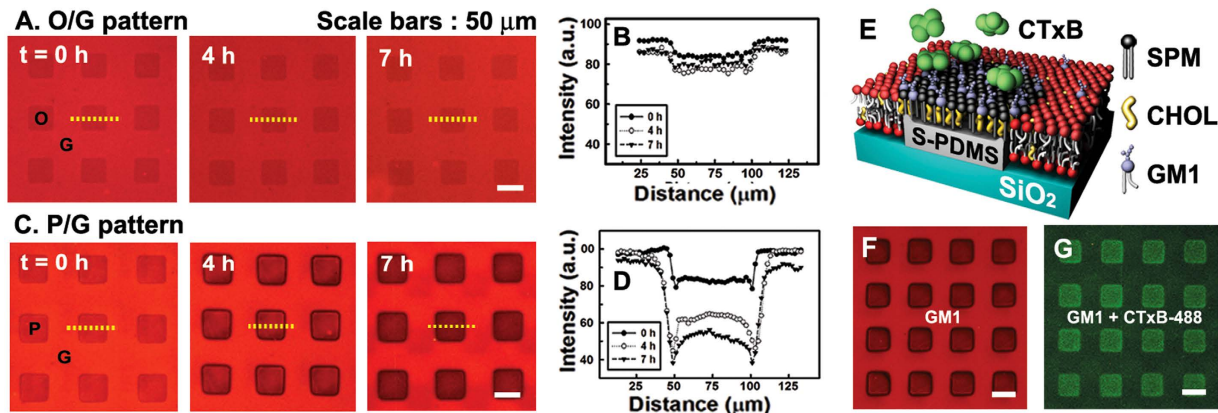 A. O/G pattern
Scale bars : 50 μm
t = 0 h
4 h
7 h
O
G
B
Intensity (a.u.)
100
80
60
40
0 h
4 h
7 h
25 50 75 100 125
Distance (μm)
C. P/G pattern
t = 0 h
4 h
7 h
P
G
D
Intensity (a.u.)
100
80
60
40
0 h
4 h
7 h
25 50 75 100 125
Distance (μm)
E
CTxB
SPM
CHOL
GM1
S-PDMS
SiO₂
F
GM1
G
GM1 + CTxB-488